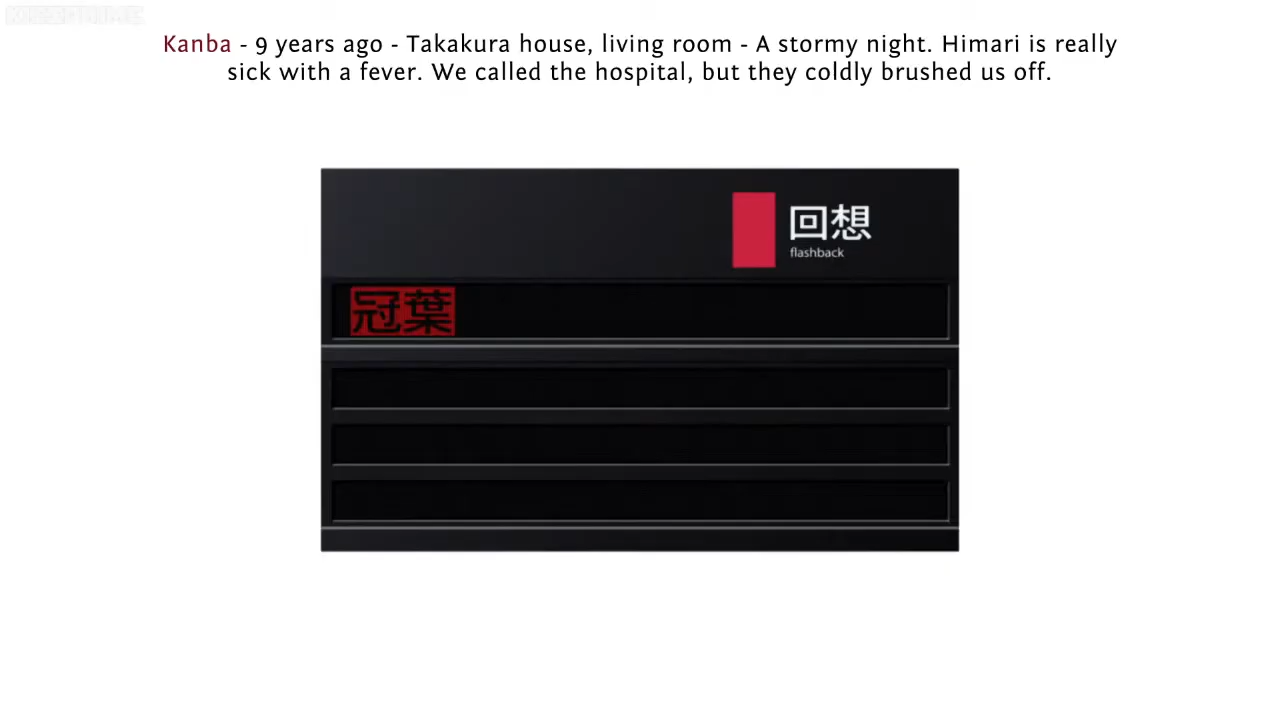 Kanba - 9 years ago - Takakura house, living room - A stormy night. Himari is really
sick with a fever. We called the hospital, but they coldly brushed us off.
回想
flashback
冠葉